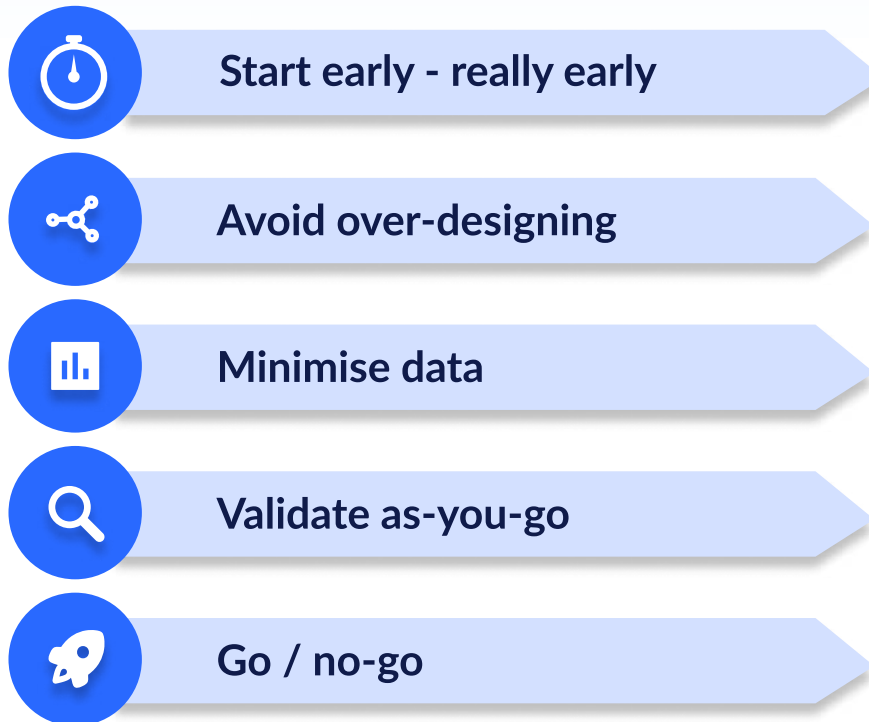 Start early - really early
Avoid over-designing
Minimise data
Validate as-you-go
Go / no-go